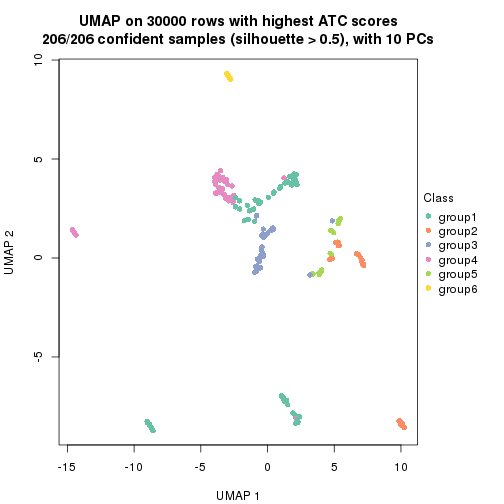 UMAP on 30000 rows with highest ATC scores
206/206 confident samples (silhouette > 0.5), with 10 PCs
10
5
0
-5
UMAP 2
-15
-10
-5
0
5
10
UMAP 1
Class
group1
group2
group3
group4
group5
group6